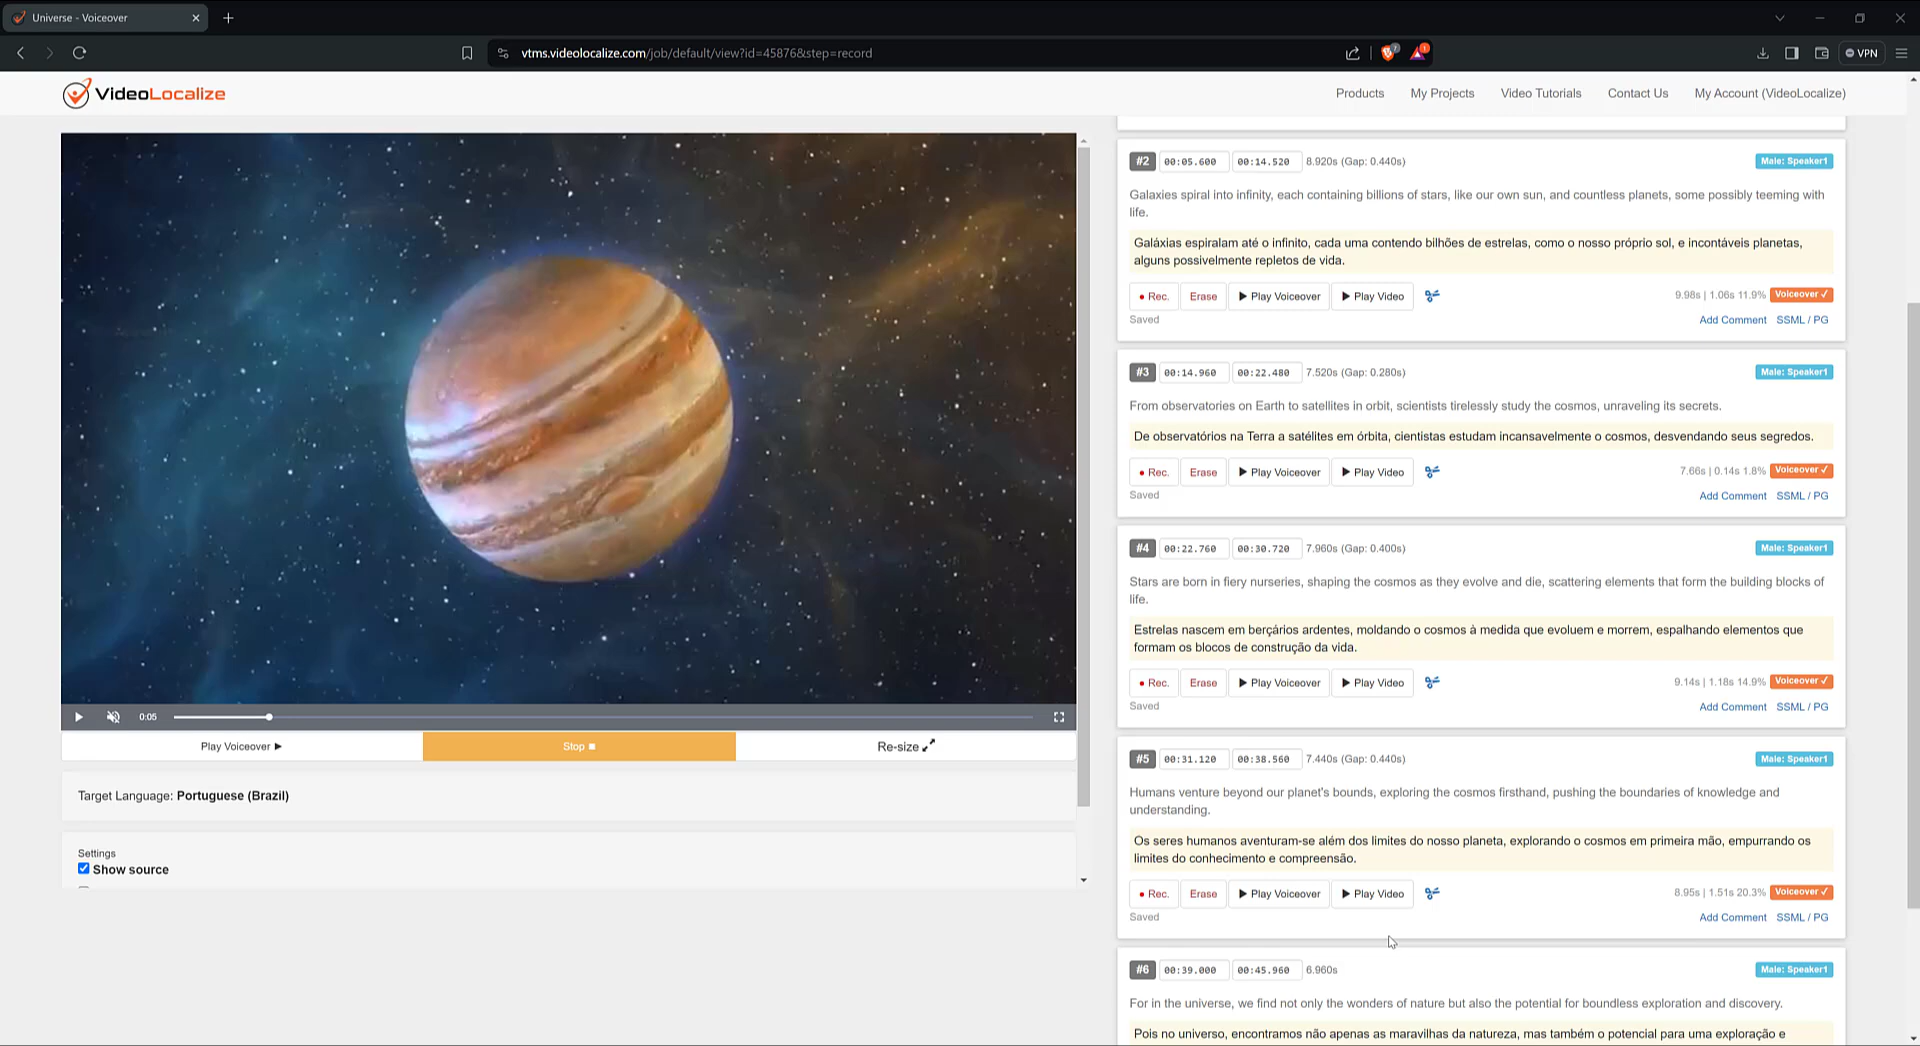 Universe - Voiceover
vtms.videolocalize.com/job/default/view?id=45876&step=record
VPN
VideoLocalize
Products
My Projects
Video Tutorials
Contact Us
My Account (VideoLocalize)
0:05
Play Voiceover
Stop
Re-size
Target Language: Portuguese (Brazil)
Settings
Show source
#2 00:05.600 00:14.520 8.920s (Gap: 0.440s) Male: Speaker1
Galaxies spiral into infinity, each containing billions of stars, like our own sun, and countless planets, some possibly teeming with
life.
Galáxias espiralam até o infinito, cada uma contendo bilhões de estrelas, como o nosso próprio sol, e incontáveis planetas,
alguns possivelmente repletos de vida.
Rec. Erase Play Voiceover Play Video 9.98s | 1.06s 11.9% Voiceover ✓
Saved Add Comment SSML / PG
#3 00:14.960 00:22.480 7.520s (Gap: 0.280s) Male: Speaker1
From observatories on Earth to satellites in orbit, scientists tirelessly study the cosmos, unraveling its secrets.
De observatórios na Terra a satélites em órbita, cientistas estudam incansavelmente o cosmos, desvendando seus segredos.
Rec. Erase Play Voiceover Play Video 7.66s | 0.14s 1.8% Voiceover ✓
Saved Add Comment SSML / PG
#4 00:22.760 00:30.720 7.960s (Gap: 0.400s) Male: Speaker1
Stars are born in fiery nurseries, shaping the cosmos as they evolve and die, scattering elements that form the building blocks of
life.
Estrelas nascem em berçários ardentes, moldando o cosmos à medida que evoluem e morrem, espalhando elementos que
formam os blocos de construção da vida.
Rec. Erase Play Voiceover Play Video 9.14s | 1.18s 14.9% Voiceover ✓
Saved Add Comment SSML / PG
#5 00:31.120 00:38.560 7.440s (Gap: 0.440s) Male: Speaker1
Humans venture beyond our planet's bounds, exploring the cosmos firsthand, pushing the boundaries of knowledge and
understanding.
Os seres humanos aventuram-se além dos limites do nosso planeta, explorando o cosmos em primeira mão, empurrando os
limites do conhecimento e compreensão.
Rec. Erase Play Voiceover Play Video 8.95s | 1.51s 20.3% Voiceover ✓
Saved Add Comment SSML / PG
#6 00:39.000 00:45.960 6.960s Male: Speaker1
For in the universe, we find not only the wonders of nature but also the potential for boundless exploration and discovery.
Pois no universo, encontramos não apenas as maravilhas da natureza, mas também o potencial para uma exploração e